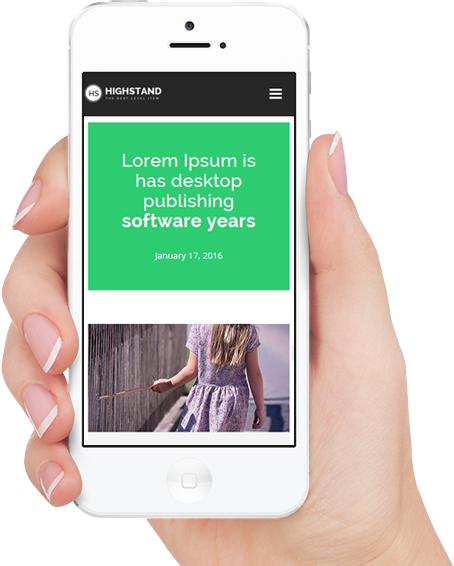 HS HIGHSTAND
THE NEXT LEVEL ITEM
Lorem Ipsum is
has desktop
publishing
software years
January 17, 2016